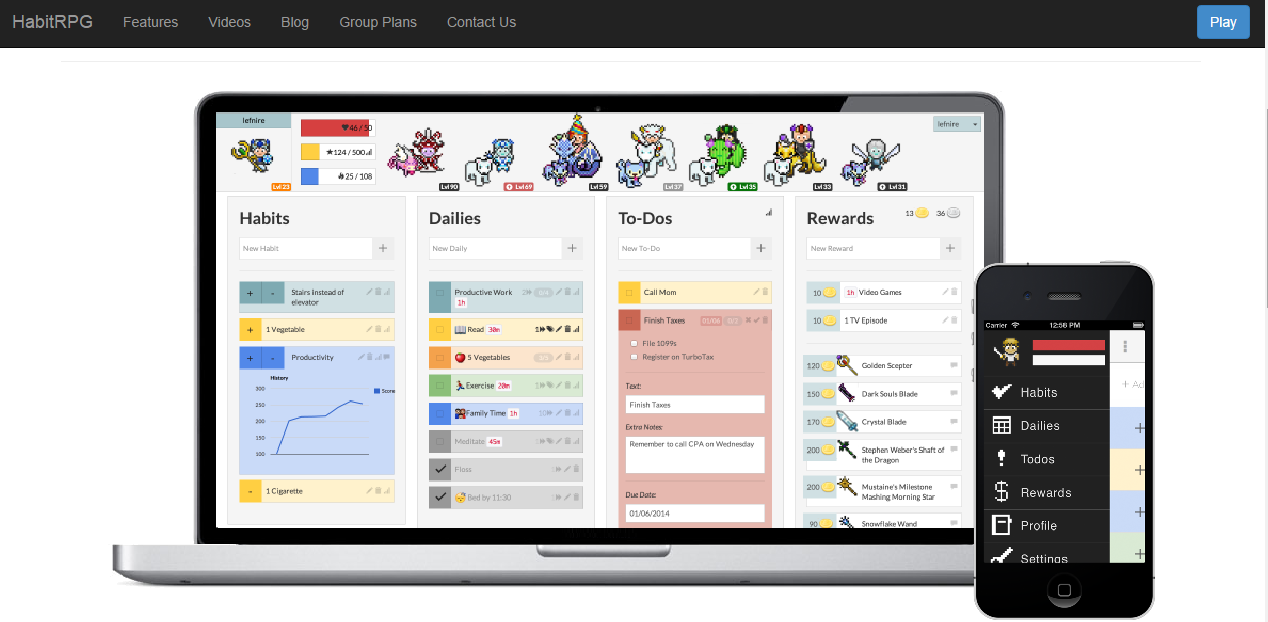 HabitRPG Features Videos Blog Group Plans Contact Us Play
lefnire
46 / 50
124 / 500
25 / 108
Lvl 23
Lvl 90
Lvl 69
Lvl 59
Lvl 37
Lvl 35
Lvl 33
Lvl 31
lefnire
Habits
New Habit
+ - Stairs instead of elevator
+ 1 Vegetable
+ - Productivity
History
300
250
200
150
100
Score
- 1 Cigarette
Dailies
New Daily
Productive Work
1h
Read 30m
5 Vegetables
Exercise 20m
Family Time 1h
Meditate 45m
Floss
Bed by 11:30
To-Dos
New To-Do
Call Mom
Finish Taxes 01/06
File 1099s
Register on TurboTax
Text:
Finish Taxes
Extra Notes:
Remember to call CPA on Wednesday
Due Date:
01/06/2014
Rewards
13 36
New Reward
10 1h Video Games
10 1 TV Episode
120 Golden Scepter
150 Dark Souls Blade
170 Crystal Blade
200 Stephen Weber's Shaft of
the Dragon
200 Mustaine's Milestone
Mashing Morning Star
90 Snowflake Wand
Carrier 12:56 PM
Habits
Dailies
Todos
Rewards
Profile
Settings
+ Ad